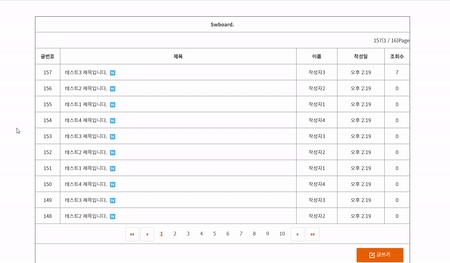 Swboard.
157(1 / 16)Page
글번호 제목 이름 작성일 조회수
157 테스트3 제목입니다. N 작성자3 오후 2:19 7
156 테스트2 제목입니다. N 작성자2 오후 2:19 0
155 테스트1 제목입니다. N 작성자1 오후 2:19 0
154 테스트4 제목입니다. N 작성자4 오후 2:19 0
153 테스트3 제목입니다. N 작성자3 오후 2:19 0
152 테스트2 제목입니다. N 작성자2 오후 2:19 0
151 테스트1 제목입니다. N 작성자1 오후 2:19 0
150 테스트4 제목입니다. N 작성자4 오후 2:19 0
149 테스트3 제목입니다. N 작성자3 오후 2:19 0
148 테스트2 제목입니다. N 작성자2 오후 2:19 0
1 2 3 4 5 6 7 8 9 10
글쓰기